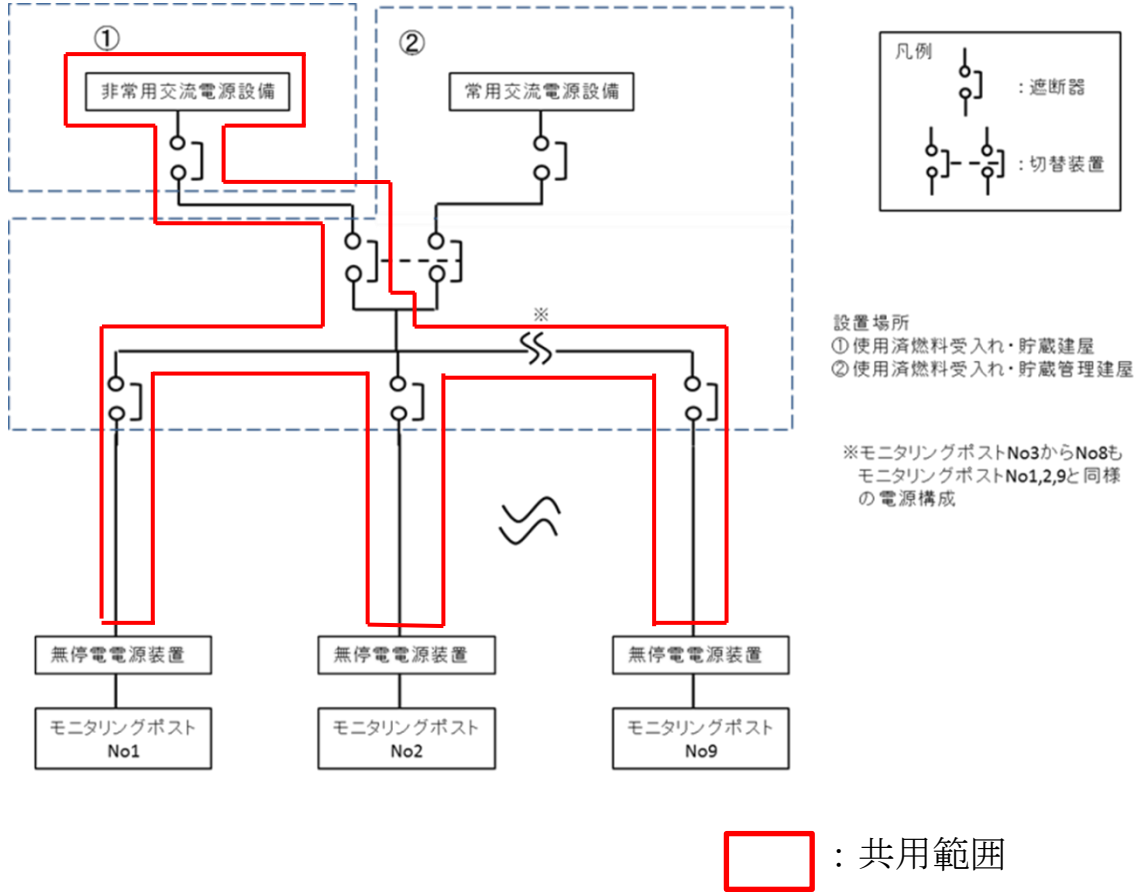 ①
②
非常用交流電源設備
常用交流電源設備
凡例
：遮断器
：切替装置
※
設置場所
①使用済燃料受入れ・貯蔵建屋
②使用済燃料受入れ・貯蔵管理建屋
※モニタリングポストNo3からNo8も
モニタリングポストNo1,2,9と同様
の電源構成
無停電電源装置
無停電電源装置
無停電電源装置
モニタリングポスト
No1
モニタリングポスト
No2
モニタリングポスト
No9
：共用範囲